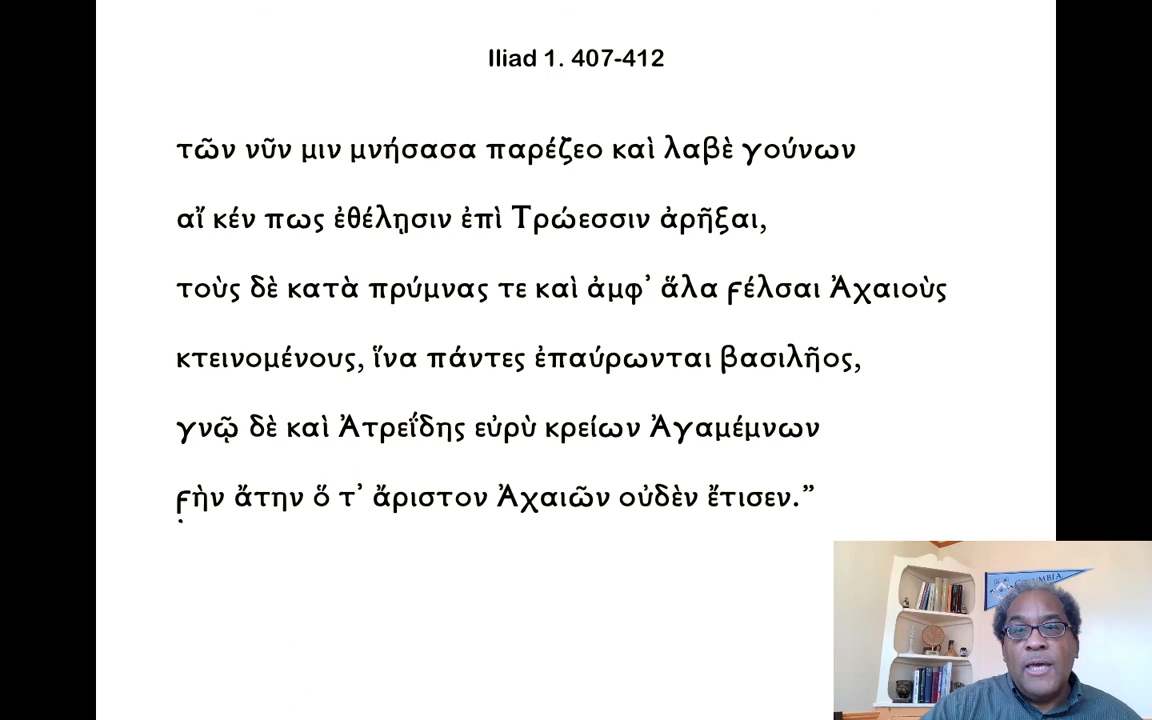 Iliad 1. 407-412
τῶν νῦν μιν μνήσασα παρέζεο καὶ λαβὲ γούνων
αἴ κέν πως ἐθέλῃσιν ἐπὶ Τρώεσσιν ἀρῆξαι,
τοὺς δὲ κατὰ πρύμνας τε καὶ ἀμφ᾽ ἅλα ϝέλσαι Ἀχαιοὺς
κτεινομένους, ἵνα πάντες ἐπαύρωνται βασιλῆος,
γνῷ δὲ καὶ Ἀτρεΐδης εὐρὺ κρείων Ἀγαμέμνων
ϝ̣ὴν ἄτην ὅ τ᾽ ἄριστον Ἀχαιῶν οὐδὲν ἔτισεν.”
COLUMBIA